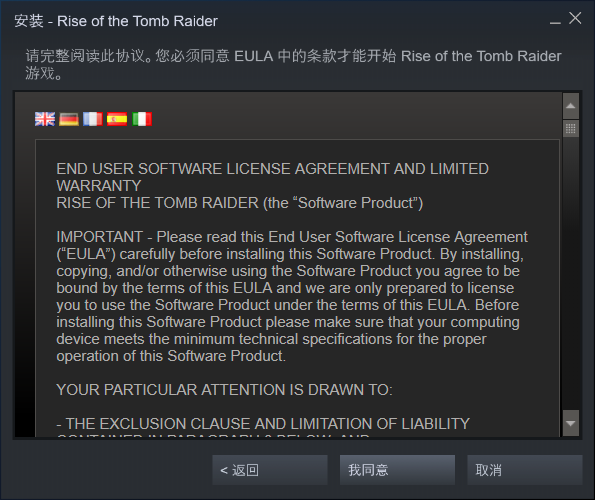 安装 - Rise of the Tomb Raider
请完整阅读此协议。您必须同意 EULA 中的条款才能开始 Rise of the Tomb Raider
游戏。
END USER SOFTWARE LICENSE AGREEMENT AND LIMITED
WARRANTY
RISE OF THE TOMB RAIDER (the “Software Product”)
IMPORTANT - Please read this End User Software License Agreement
(“EULA”) carefully before installing this Software Product. By installing,
copying, and/or otherwise using the Software Product you agree to be
bound by the terms of this EULA and we are only prepared to license
you to use the Software Product under the terms of this EULA. Before
installing this Software Product please make sure that your computing
device meets the minimum technical specifications for the proper
operation of this Software Product.
YOUR PARTICULAR ATTENTION IS DRAWN TO:
- THE EXCLUSION CLAUSE AND LIMITATION OF LIABILITY
CONTAINED IN PARAGRAPH 8 BELOW; AND
< 返回
我同意
取消